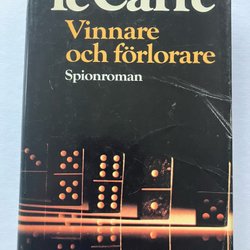 le Carré
Vinnare
och förlorare
Spionroman